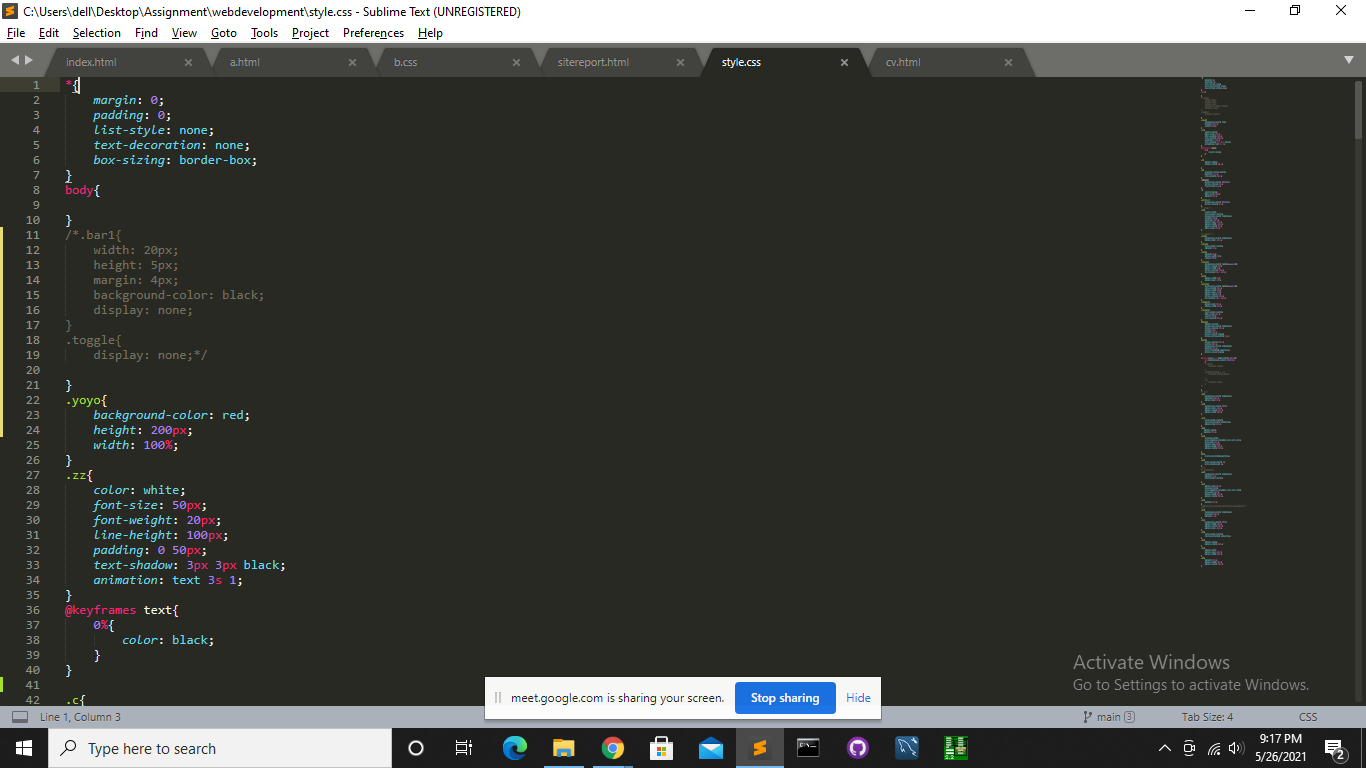 C:\Users\dell\Desktop\Assignment\webdevelopment\style.css - Sublime Text (UNREGISTERED)
File Edit Selection Find View Goto Tools Project Preferences Help
index.html a.html b.css sitereport.html style.css cv.html
1 *{
2 margin: 0;
3 padding: 0;
4 list-style: none;
5 text-decoration: none;
6 box-sizing: border-box;
7 }
8 body{
9
10 }
11 /*.bar1{
12 width: 20px;
13 height: 5px;
14 margin: 4px;
15 background-color: black;
16 display: none;
17 }
18 .toggle{
19 display: none;*/
20
21 }
22 .yoyo{
23 background-color: red;
24 height: 200px;
25 width: 100%;
26 }
27 .zz{
28 color: white;
29 font-size: 50px;
30 font-weight: 20px;
31 line-height: 100px;
32 padding: 0 50px;
33 text-shadow: 3px 3px black;
34 animation: text 3s 1;
35 }
36 @keyframes text{
37 0%{
38 color: black;
39 }
40 }
41
42 .c{
Activate Windows
Go to Settings to activate Windows.
meet.google.com is sharing your screen. Stop sharing Hide
Line 1, Column 3 main 3 Tab Size: 4 CSS
Type here to search
9:17 PM
5/26/2021
2